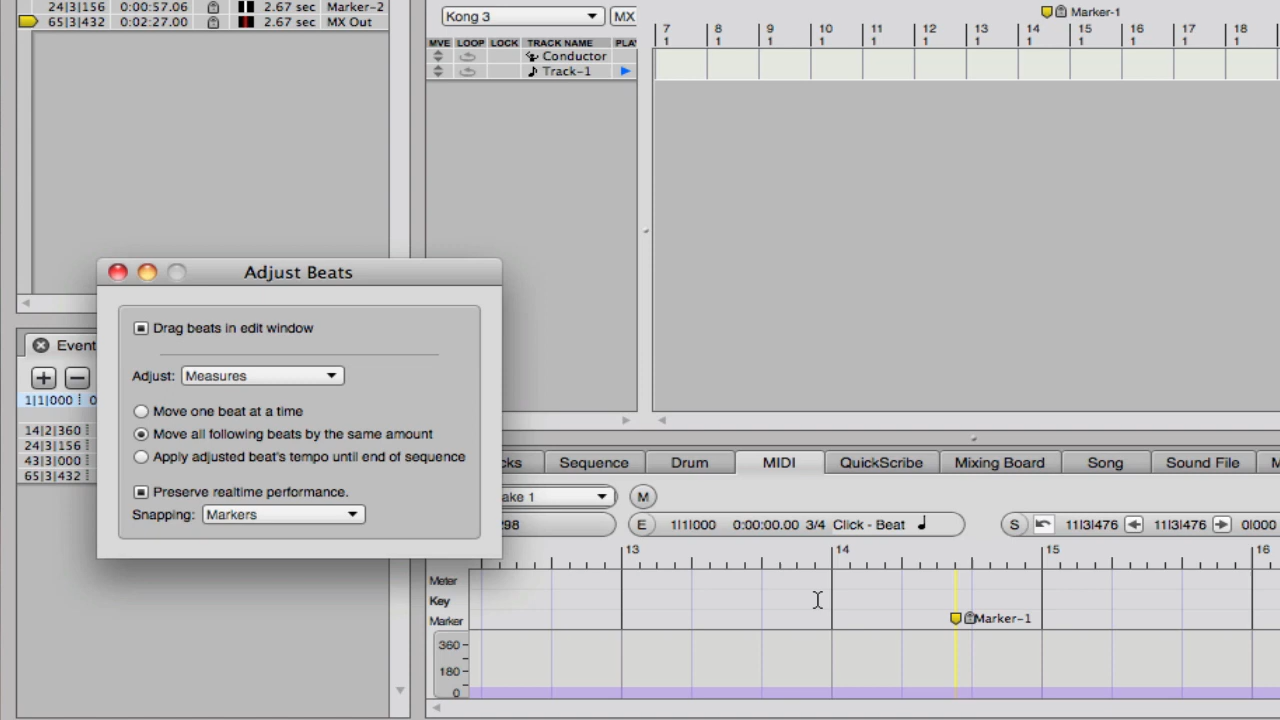 24|3|156 0:00:57.06 2.67 sec Marker-2
65|3|432 0:02:27.00 2.67 sec MX Out
Kong 3 MX
Marker-1
7 8 9 10 11 12 13 14 15 16 17 18
1 1 1 1 1 1 1 1 1 1 1 1
MVE LOOP LOCK TRACK NAME PLA
Conductor
Track-1
Adjust Beats
Drag beats in edit window
Adjust: Measures
Move one beat at a time
Move all following beats by the same amount
Apply adjusted beat's tempo until end of sequence
Preserve realtime performance.
Snapping: Markers
Event
1|1|000 0
14|2|360
24|3|156
43|3|000
65|3|432
cks Sequence Drum MIDI QuickScribe Mixing Board Song Sound File M
ake 1 M
98 E 1|1|000 0:00:00.00 3/4 Click - Beat S 11|3|476 11|3|476 0|000
13 14 15 16
Meter
Key
Marker Marker-1
360
180
0